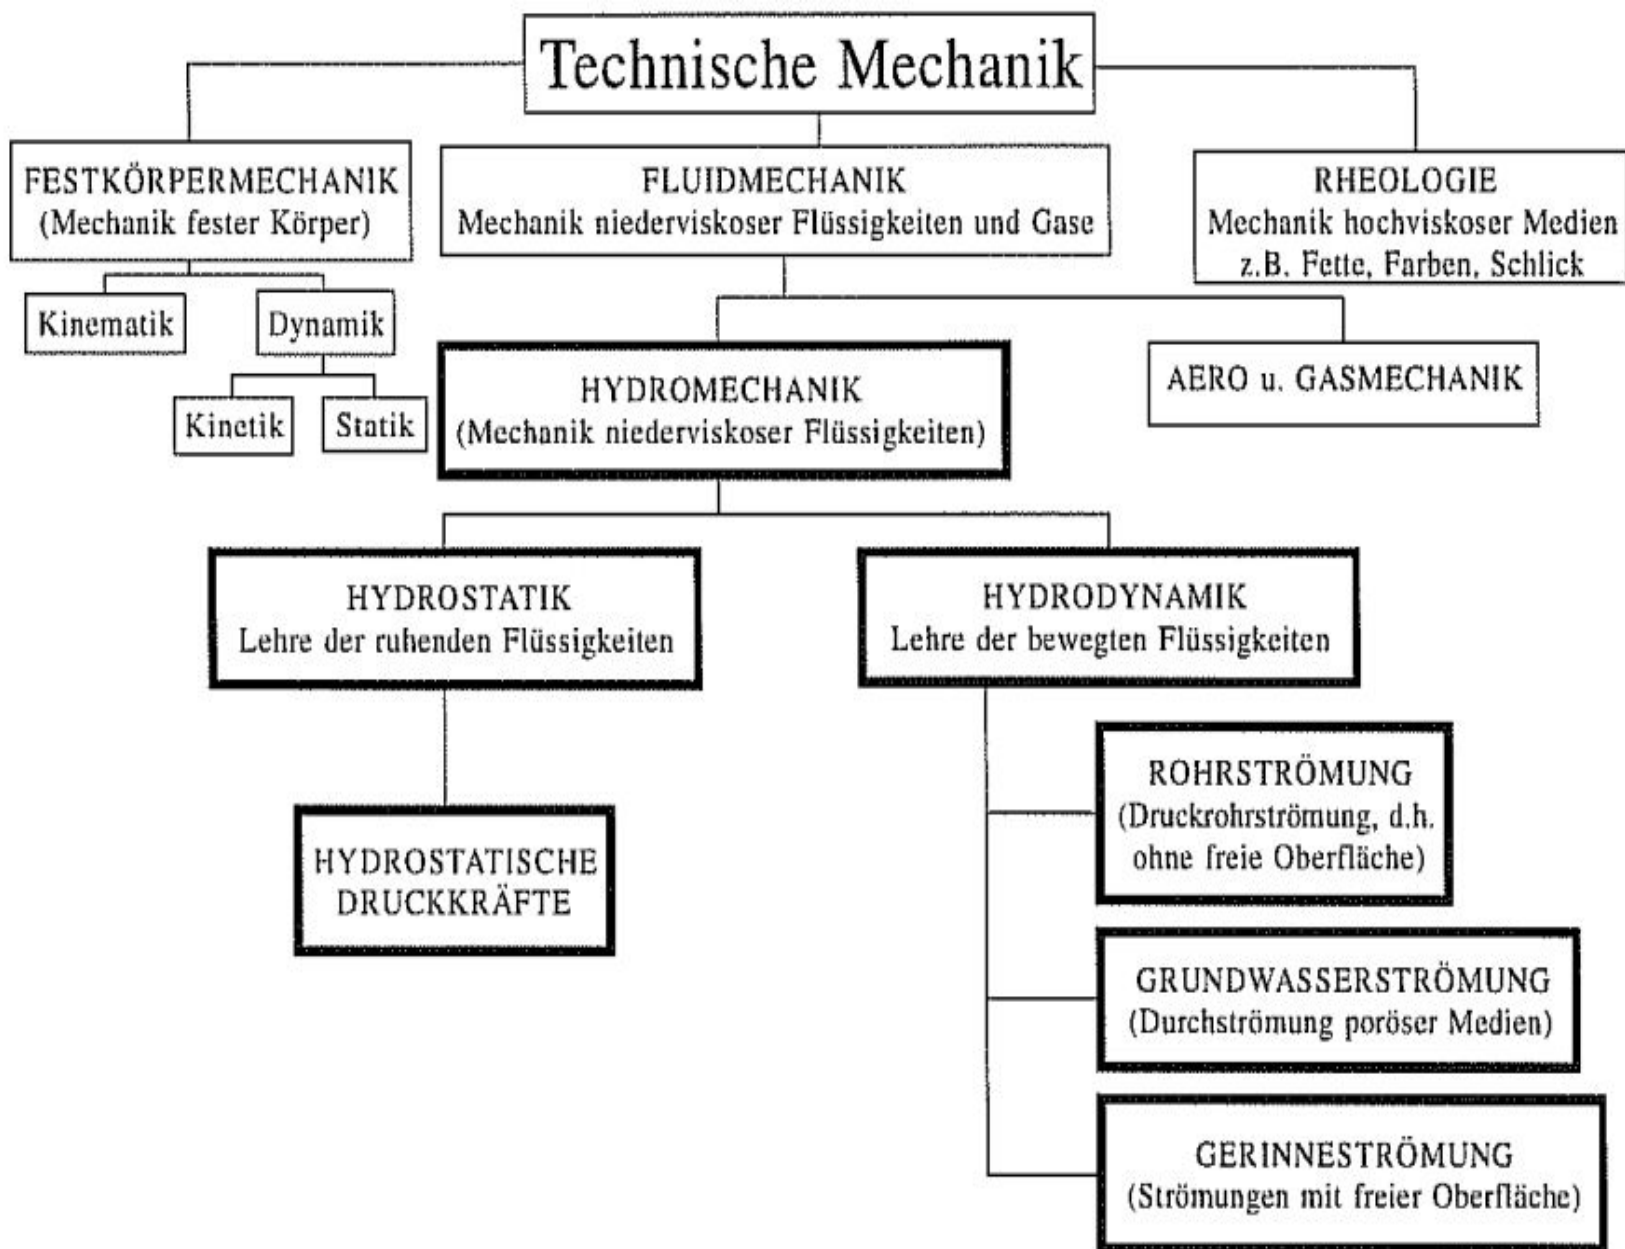 Technische Mechanik
FESTKÖRPERMECHANIK
(Mechanik fester Körper)
FLUIDMECHANIK
Mechanik niederviskoser Flüssigkeiten und Gase
RHEOLOGIE
Mechanik hochviskoser Medien
z.B. Fette, Farben, Schlick
Kinematik
Dynamik
Kinetik
Statik
HYDROMECHANIK
(Mechanik niederviskoser Flüssigkeiten)
AERO u. GASMECHANIK
HYDROSTATIK
Lehre der ruhenden Flüssigkeiten
HYDRODYNAMIK
Lehre der bewegten Flüssigkeiten
HYDROSTATISCHE
DRUCKKRÄFTE
ROHRSTRÖMUNG
(Druckrohrströmung, d.h.
ohne freie Oberfläche)
GRUNDWASSERSTRÖMUNG
(Durchströmung poröser Medien)
GERINNESTRÖMUNG
(Strömungen mit freier Oberfläche)